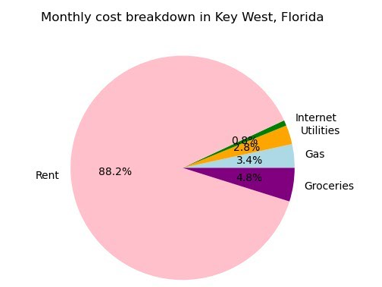 Monthly cost breakdown in Key West, Florida
Internet
Utilities
Gas
Groceries
Rent
0.8%
2.8%
3.4%
4.8%
88.2%